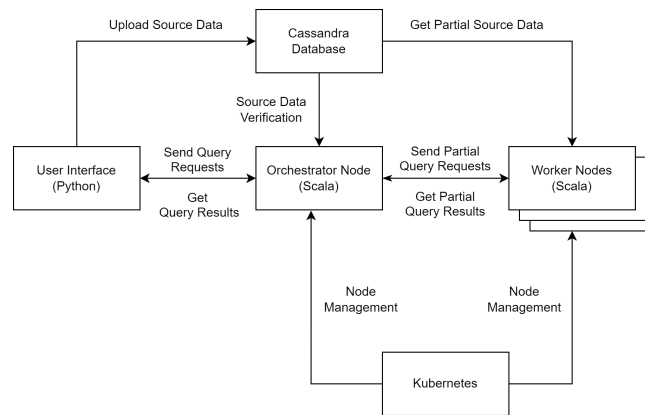 Upload Source Data
Cassandra
Database
Get Partial Source Data
Source Data
Verification
User Interface
(Python)
Send Query
Requests
Get
Query Results
Orchestrator Node
(Scala)
Send Partial
Query Requests
Get Partial
Query Results
Worker Nodes
(Scala)
Node
Management
Node
Management
Kubernetes